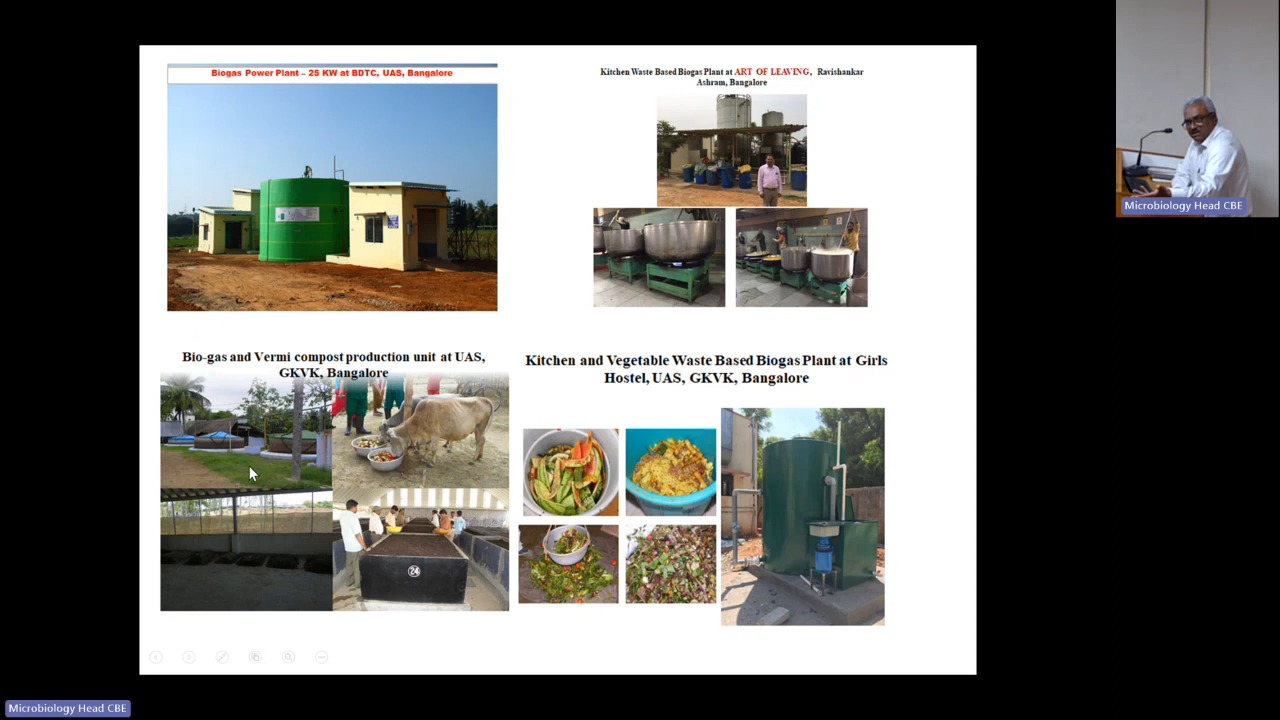 Biogas Power Plant – 25 KW at BDTC, UAS, Bangalore
Kitchen Waste Based Biogas Plant at ART OF LEAVING, Ravishankar
Ashram, Bangalore
Bio-gas and Vermi compost production unit at UAS,
GKVK, Bangalore
24
Kitchen and Vegetable Waste Based Biogas Plant at Girls
Hostel, UAS, GKVK, Bangalore
Microbiology Head CBE
Microbiology Head CBE